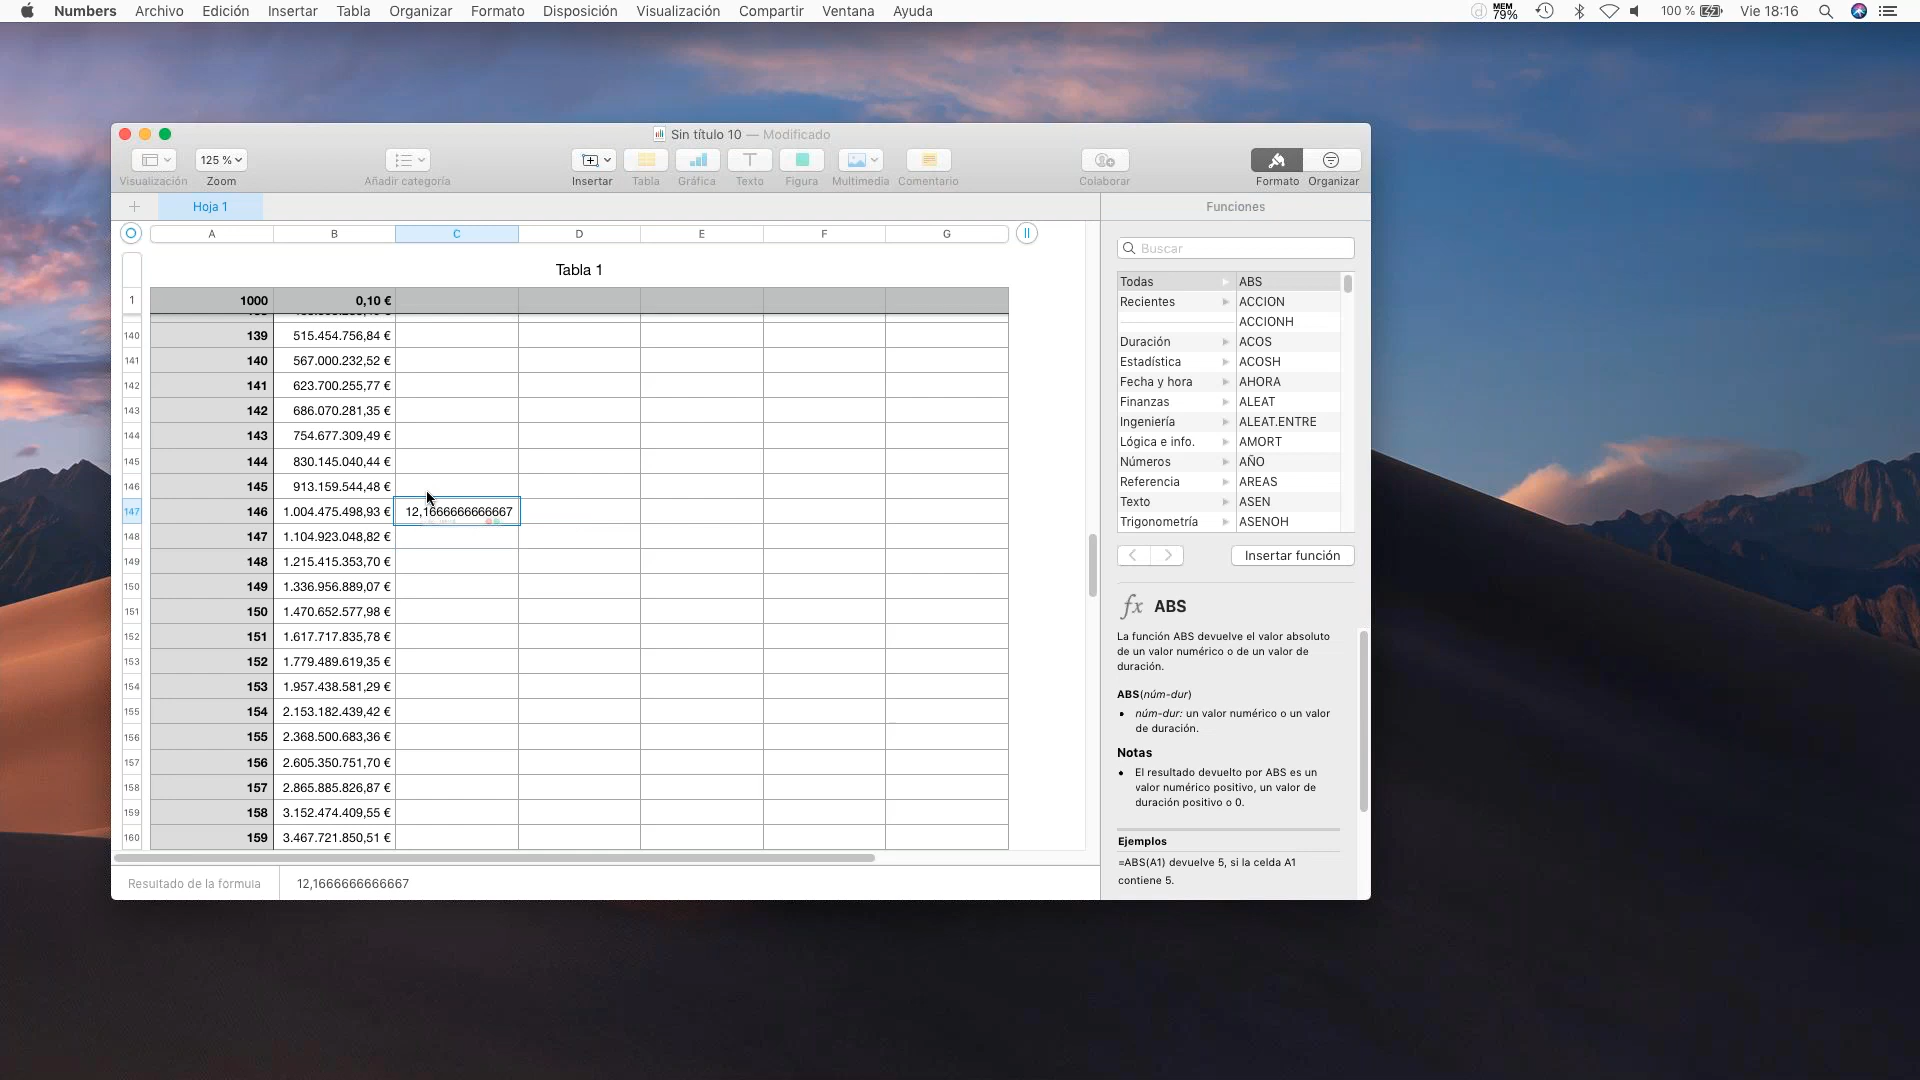 Numbers Archivo Edición Insertar Tabla Organizar Formato Disposición Visualización Compartir Ventana Ayuda MEM 79% 100 % Vie 18:16
Sin título 10 — Modificado
125 %
Visualización Zoom Añadir categoría Insertar Tabla Gráfica Texto Figura Multimedia Comentario Colaborar Formato Organizar
Hoja 1
A B C D E F G
Tabla 1
1 1000 0,10 €
140 139 515.454.756,84 €
141 140 567.000.232,52 €
142 141 623.700.255,77 €
143 142 686.070.281,35 €
144 143 754.677.309,49 €
145 144 830.145.040,44 €
146 145 913.159.544,48 €
147 146 1.004.475.498,93 € 12,1666666666667
148 147 1.104.923.048,82 €
149 148 1.215.415.353,70 €
150 149 1.336.956.889,07 €
151 150 1.470.652.577,98 €
152 151 1.617.717.835,78 €
153 152 1.779.489.619,35 €
154 153 1.957.438.581,29 €
155 154 2.153.182.439,42 €
156 155 2.368.500.683,36 €
157 156 2.605.350.751,70 €
158 157 2.865.885.826,87 €
159 158 3.152.474.409,55 €
160 159 3.467.721.850,51 €
Resultado de la fórmula 12,1666666666667
Funciones
Buscar
Todas ABS
Recientes ACCION
ACCIONH
Duración ACOS
Estadística ACOSH
Fecha y hora AHORA
Finanzas ALEAT
Ingeniería ALEAT.ENTRE
Lógica e info. AMORT
Números AÑO
Referencia AREAS
Texto ASEN
Trigonometría ASENOH
Insertar función
fx ABS
La función ABS devuelve el valor absoluto
de un valor numérico o de un valor de
duración.
ABS(núm-dur)
• núm-dur: un valor numérico o un valor
de duración.
Notas
• El resultado devuelto por ABS es un
valor numérico positivo, un valor de
duración positivo o 0.
Ejemplos
=ABS(A1) devuelve 5, si la celda A1
contiene 5.